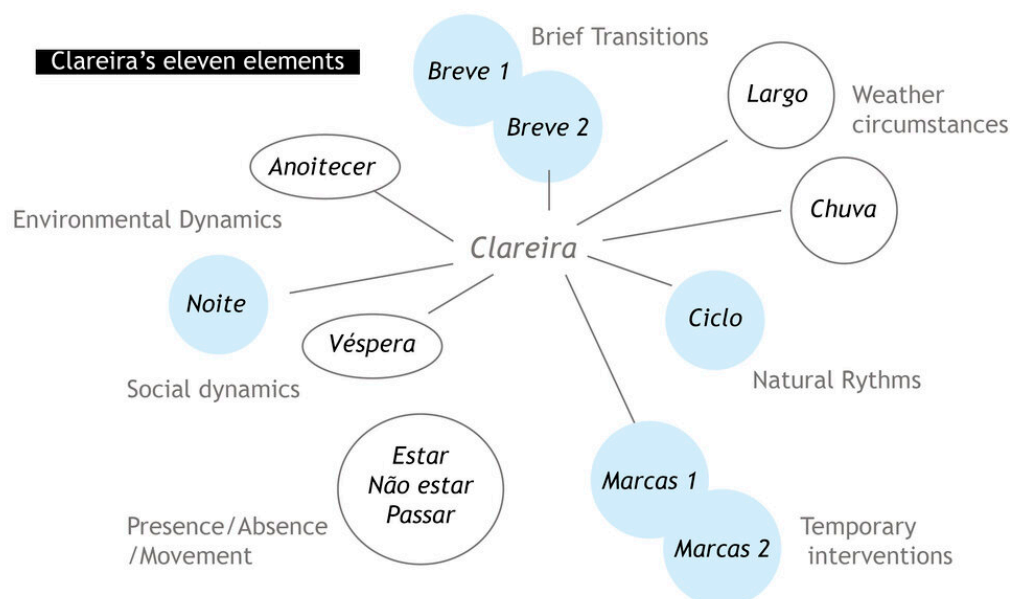 Clareira's eleven elements
Brief Transitions
Breve 1
Breve 2
Largo
Weather
circumstances
Anoitecer
Chuva
Environmental Dynamics
Clareira
Noite
Ciclo
Véspera
Social dynamics
Natural Rythms
Estar
Não estar
Passar
Marcas 1
Presence/Absence
/Movement
Marcas 2
Temporary
interventions